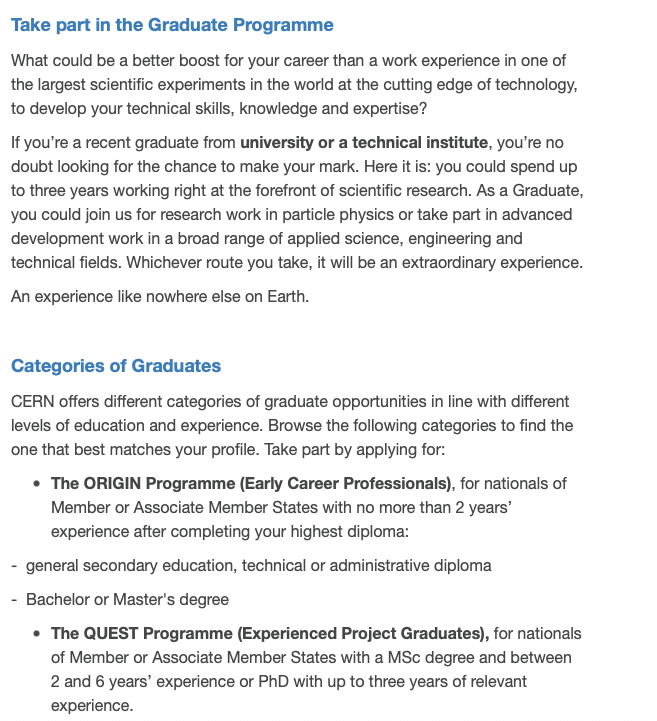 Take part in the Graduate Programme
What could be a better boost for your career than a work experience in one of
the largest scientific experiments in the world at the cutting edge of technology,
to develop your technical skills, knowledge and expertise?
If you’re a recent graduate from university or a technical institute, you’re no
doubt looking for the chance to make your mark. Here it is: you could spend up
to three years working right at the forefront of scientific research. As a Graduate,
you could join us for research work in particle physics or take part in advanced
development work in a broad range of applied science, engineering and
technical fields. Whichever route you take, it will be an extraordinary experience.
An experience like nowhere else on Earth.
Categories of Graduates
CERN offers different categories of graduate opportunities in line with different
levels of education and experience. Browse the following categories to find the
one that best matches your profile. Take part by applying for:
• The ORIGIN Programme (Early Career Professionals), for nationals of
Member or Associate Member States with no more than 2 years’
experience after completing your highest diploma:
- general secondary education, technical or administrative diploma
- Bachelor or Master's degree
• The QUEST Programme (Experienced Project Graduates), for nationals
of Member or Associate Member States with a MSc degree and between
2 and 6 years’ experience or PhD with up to three years of relevant
experience.